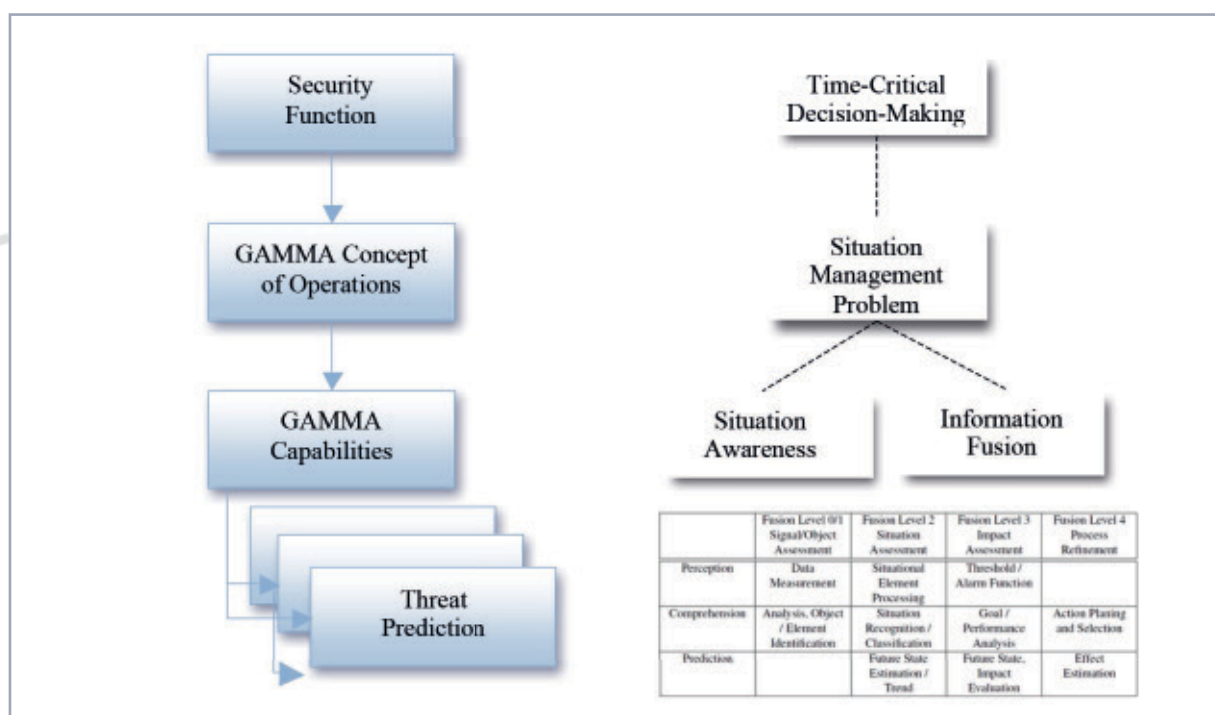 Security
Function
GAMMA Concept
of Operations
GAMMA
Capabilities
Threat
Prediction
Time-Critical
Decision-Making
Situation
Management
Problem
Situation
Awareness
Information
Fusion
Fusion Level 0/1
Signal/Object
Assessment
Fusion Level 2
Situation
Assessment
Fusion Level 3
Impact
Assessment
Fusion Level 4
Process
Refinement
Perception
Data
Measurement
Situational
Element
Processing
Threshold /
Alarm Function
Comprehension
Analysis, Object
/ Element
Identification
Situation
Recognition /
Classification
Goal /
Performance
Analysis
Action Planing
and Selection
Prediction
Future State
Estimation /
Trend
Future State,
Impact
Evaluation
Effect
Estimation